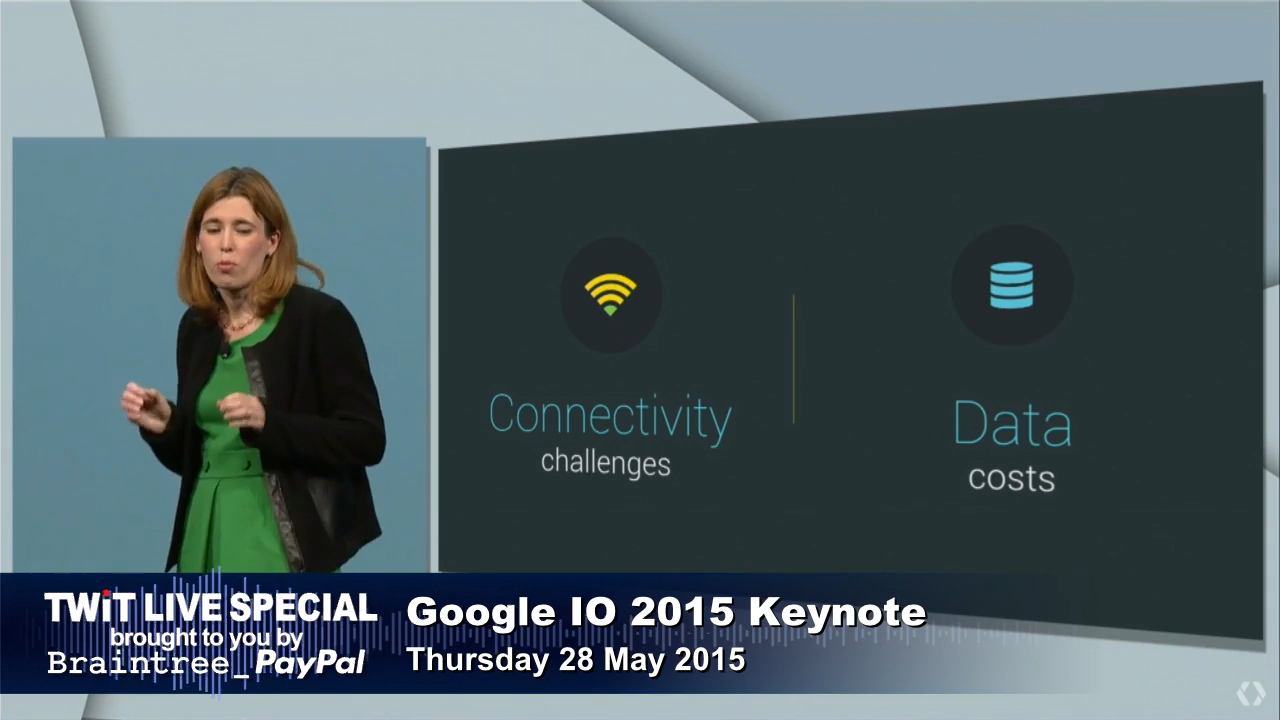 Connectivity
challenges
Data
costs
TWiT LIVE SPECIAL
brought to you by
Braintree_PayPal
Google IO 2015 Keynote
Thursday 28 May 2015